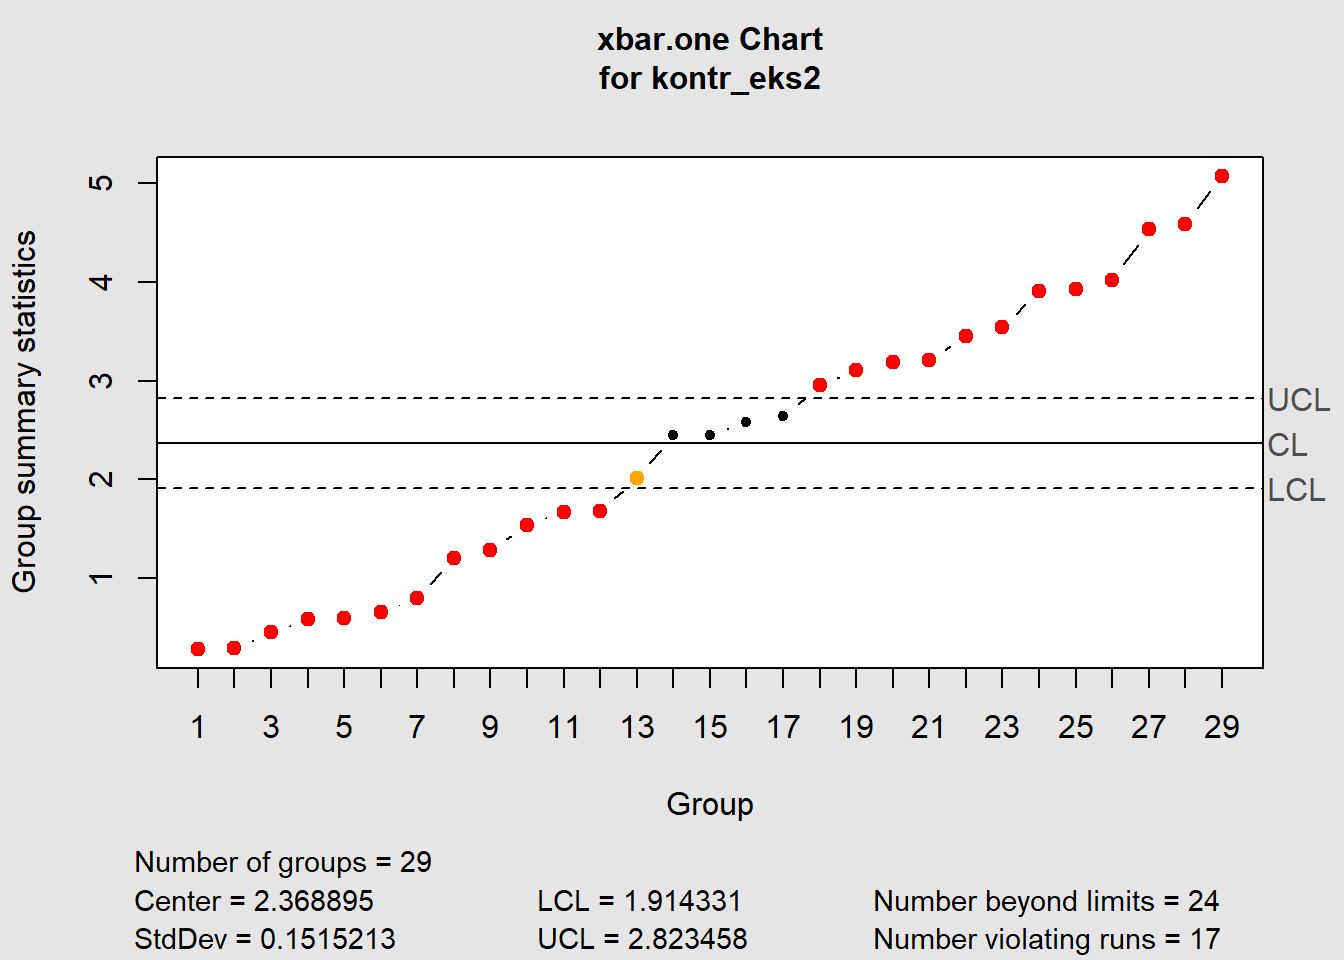 xbar.one Chart
for kontr_eks2
Group summary statistics
5
4
3
2
1
UCL
CL
LCL
1 3 5 7 9 11 13 15 17 19 21 23 25 27 29
Group
Number of groups = 29
Center = 2.368895 LCL = 1.914331 Number beyond limits = 24
StdDev = 0.1515213 UCL = 2.823458 Number violating runs = 17